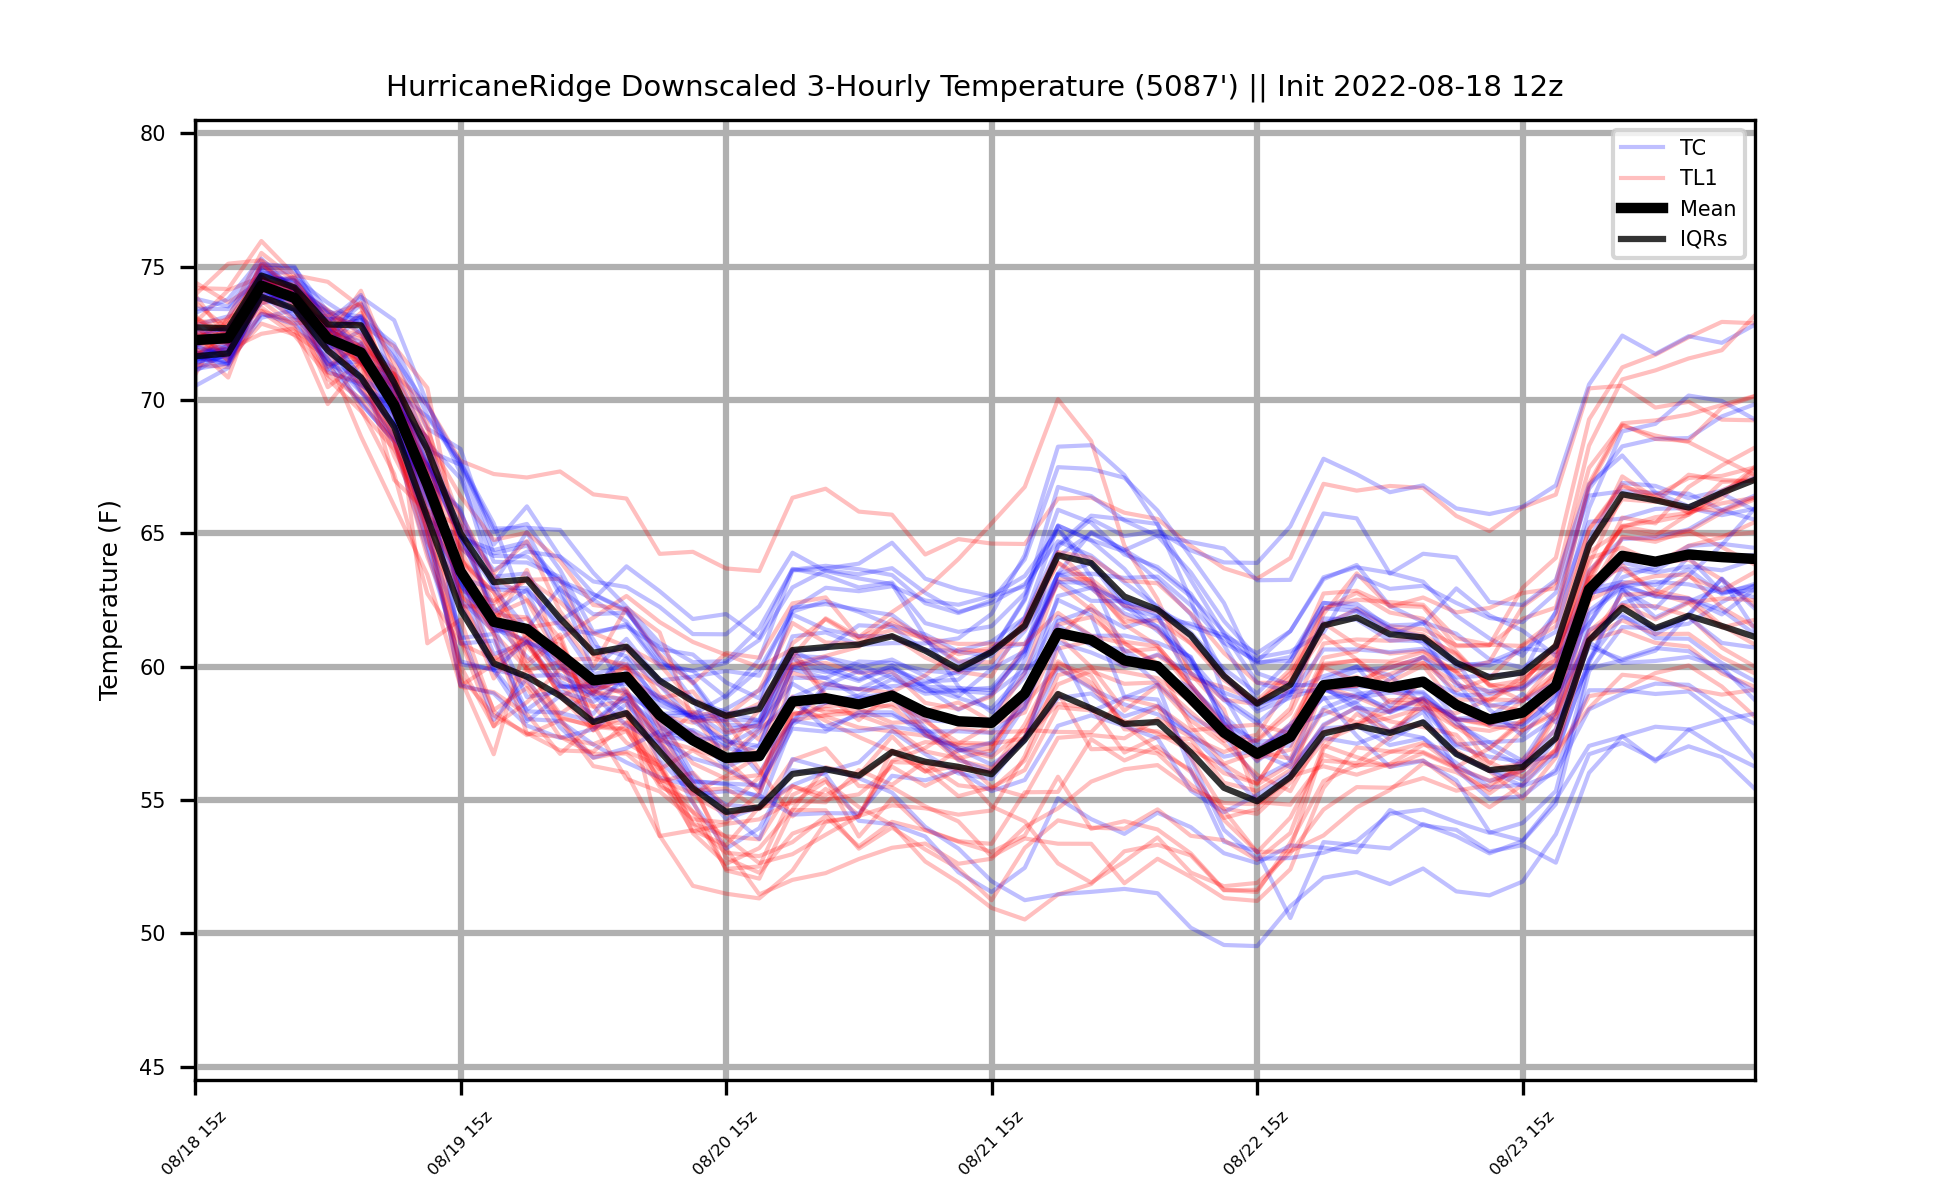 HurricaneRidge Downscaled 3-Hourly Temperature (5087') || Init 2022-08-18 12z
TC
TL1
Mean
IQRs
Temperature (F)
80
75
70
65
60
55
50
45
08/18 15z
08/19 15z
08/20 15z
08/21 15z
08/22 15z
08/23 15z